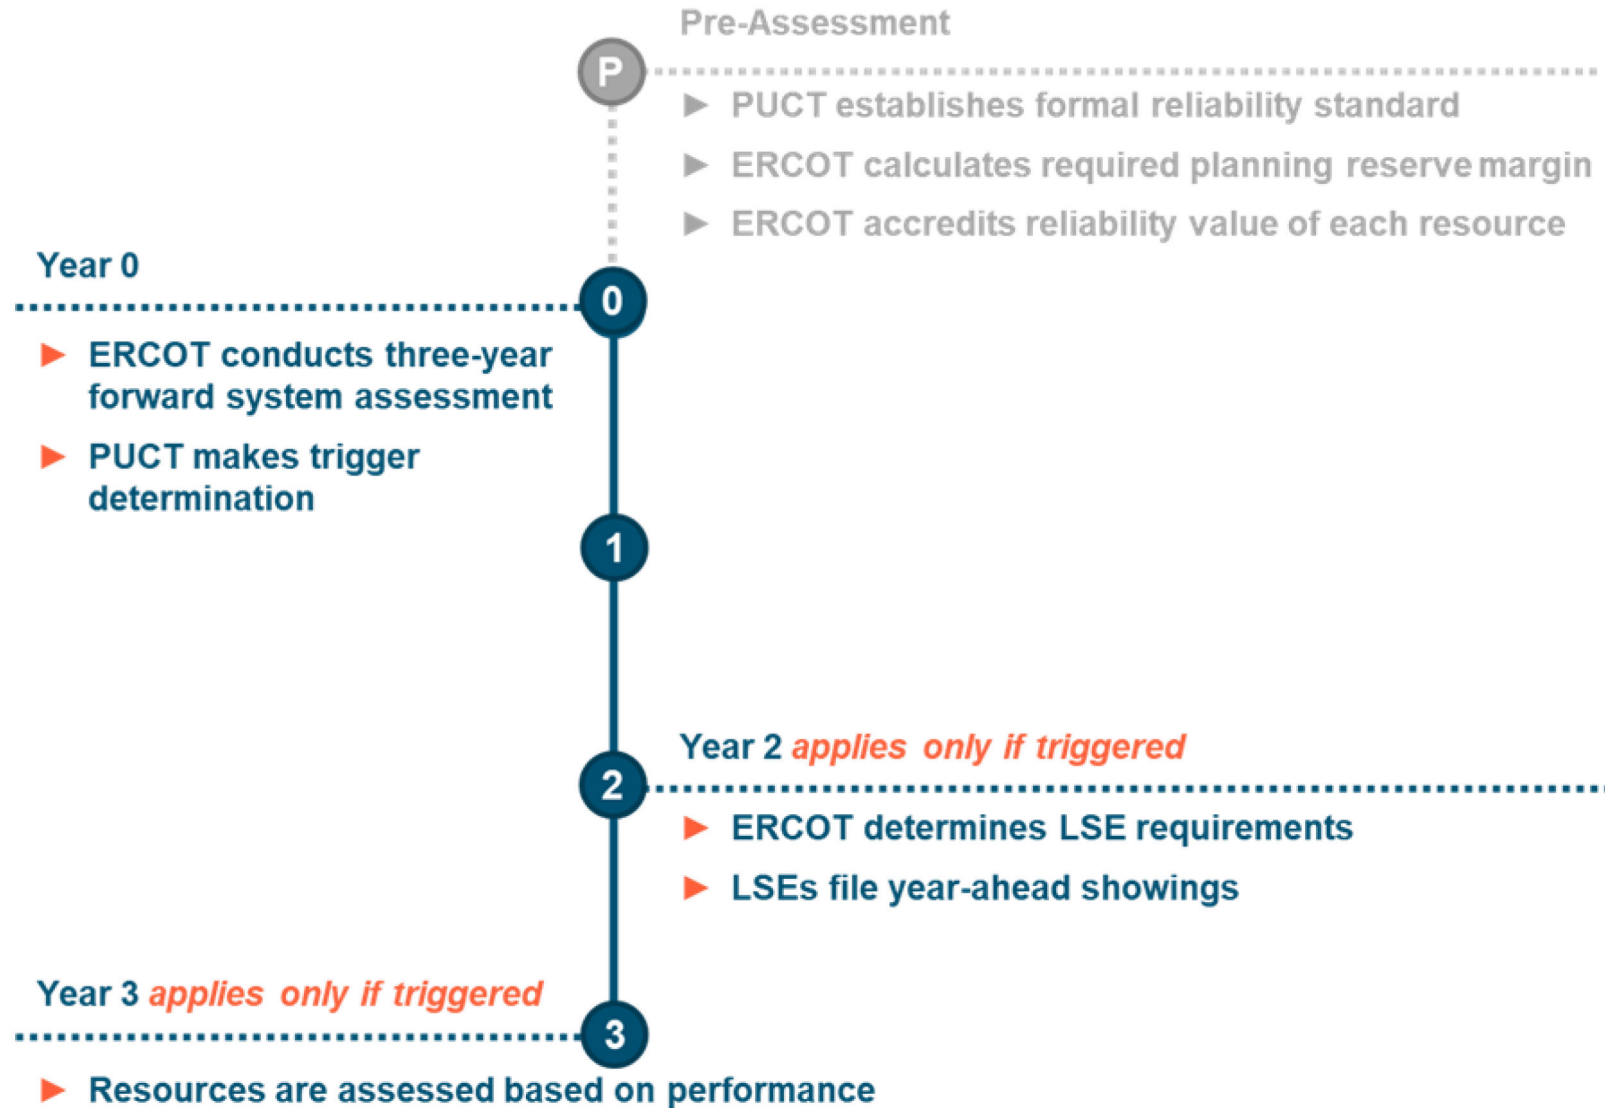 Pre-Assessment
P
► PUCT establishes formal reliability standard
► ERCOT calculates required planning reserve margin
► ERCOT accredits reliability value of each resource
Year 0
0
► ERCOT conducts three-year
forward system assessment
► PUCT makes trigger
determination
1
Year 2 applies only if triggered
2
► ERCOT determines LSE requirements
► LSEs file year-ahead showings
Year 3 applies only if triggered
3
► Resources are assessed based on performance